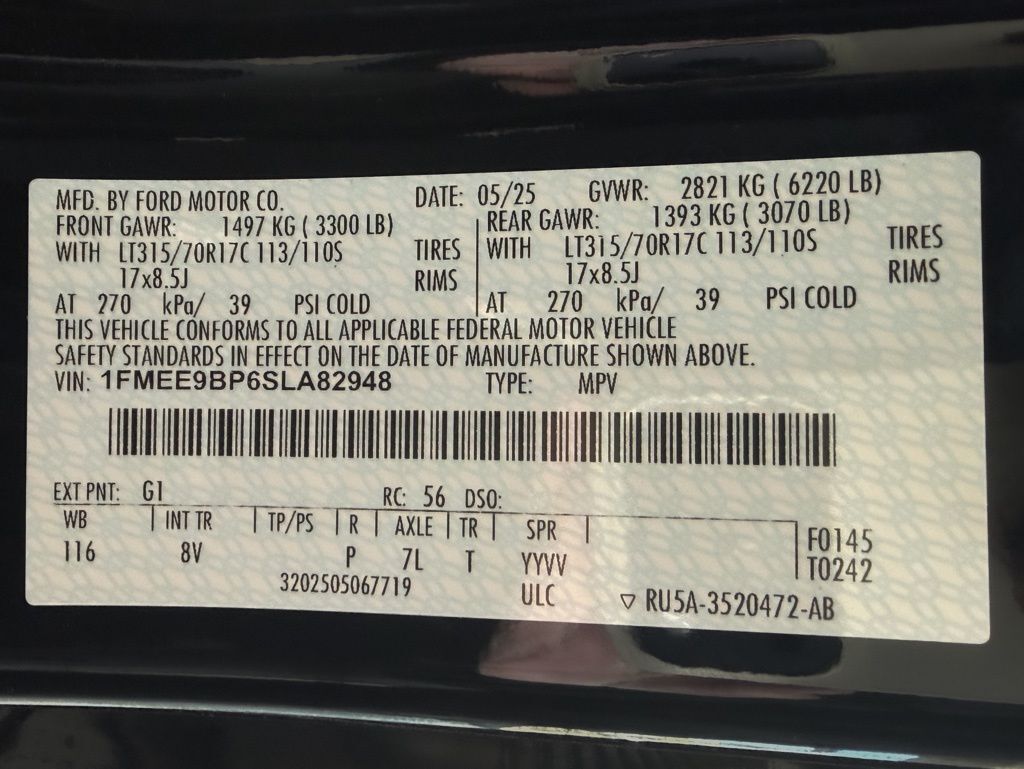 MFD. BY FORD MOTOR CO. DATE: 05/25 GVWR: 2821 KG ( 6220 LB)
FRONT GAWR: 1497 KG ( 3300 LB) REAR GAWR: 1393 KG ( 3070 LB)
WITH LT315/70R17C 113/110S TIRES WITH LT315/70R17C 113/110S TIRES
17x8.5J RIMS 17x8.5J RIMS
AT 270 kPa/ 39 PSI COLD AT 270 kPa/ 39 PSI COLD
THIS VEHICLE CONFORMS TO ALL APPLICABLE FEDERAL MOTOR VEHICLE
SAFETY STANDARDS IN EFFECT ON THE DATE OF MANUFACTURE SHOWN ABOVE.
VIN: 1FMEE9BP6SLA82948 TYPE: MPV
EXT PNT: G1 RC: 56 DSO:
WB INT TR TP/PS R AXLE TR SPR F0145
116 8V P 7L T YYVV T0242
3202505067719 ULC ▽ RU5A-3520472-AB